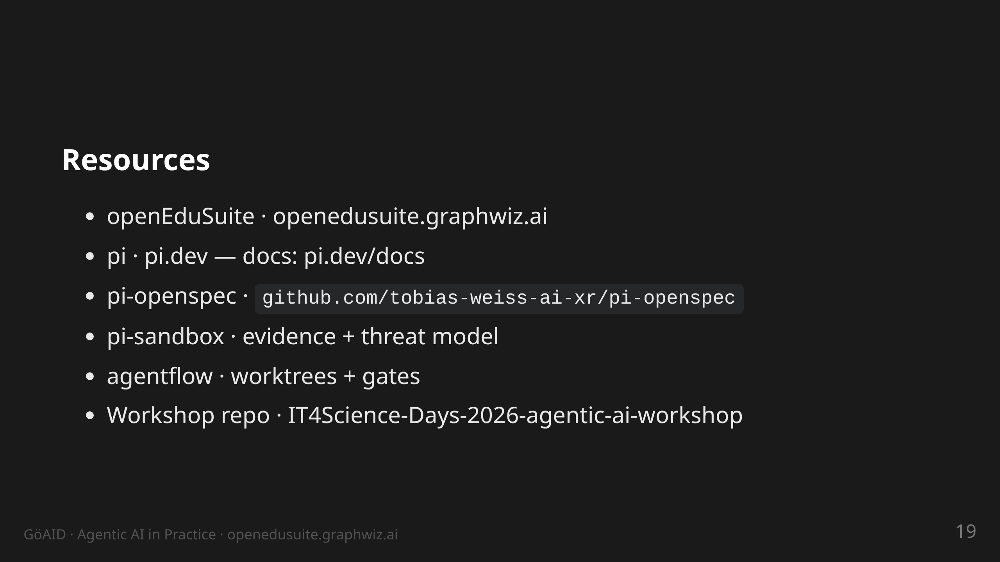 Resources
• openEduSuite · openedusuite.graphwiz.ai
• pi · pi.dev — docs: pi.dev/docs
• pi-openspec · github.com/tobias-weiss-ai-xr/pi-openspec
• pi-sandbox · evidence + threat model
• agentflow · worktrees + gates
• Workshop repo · IT4Science-Days-2026-agentic-ai-workshop
GöAID · Agentic AI in Practice · openedusuite.graphwiz.ai
19